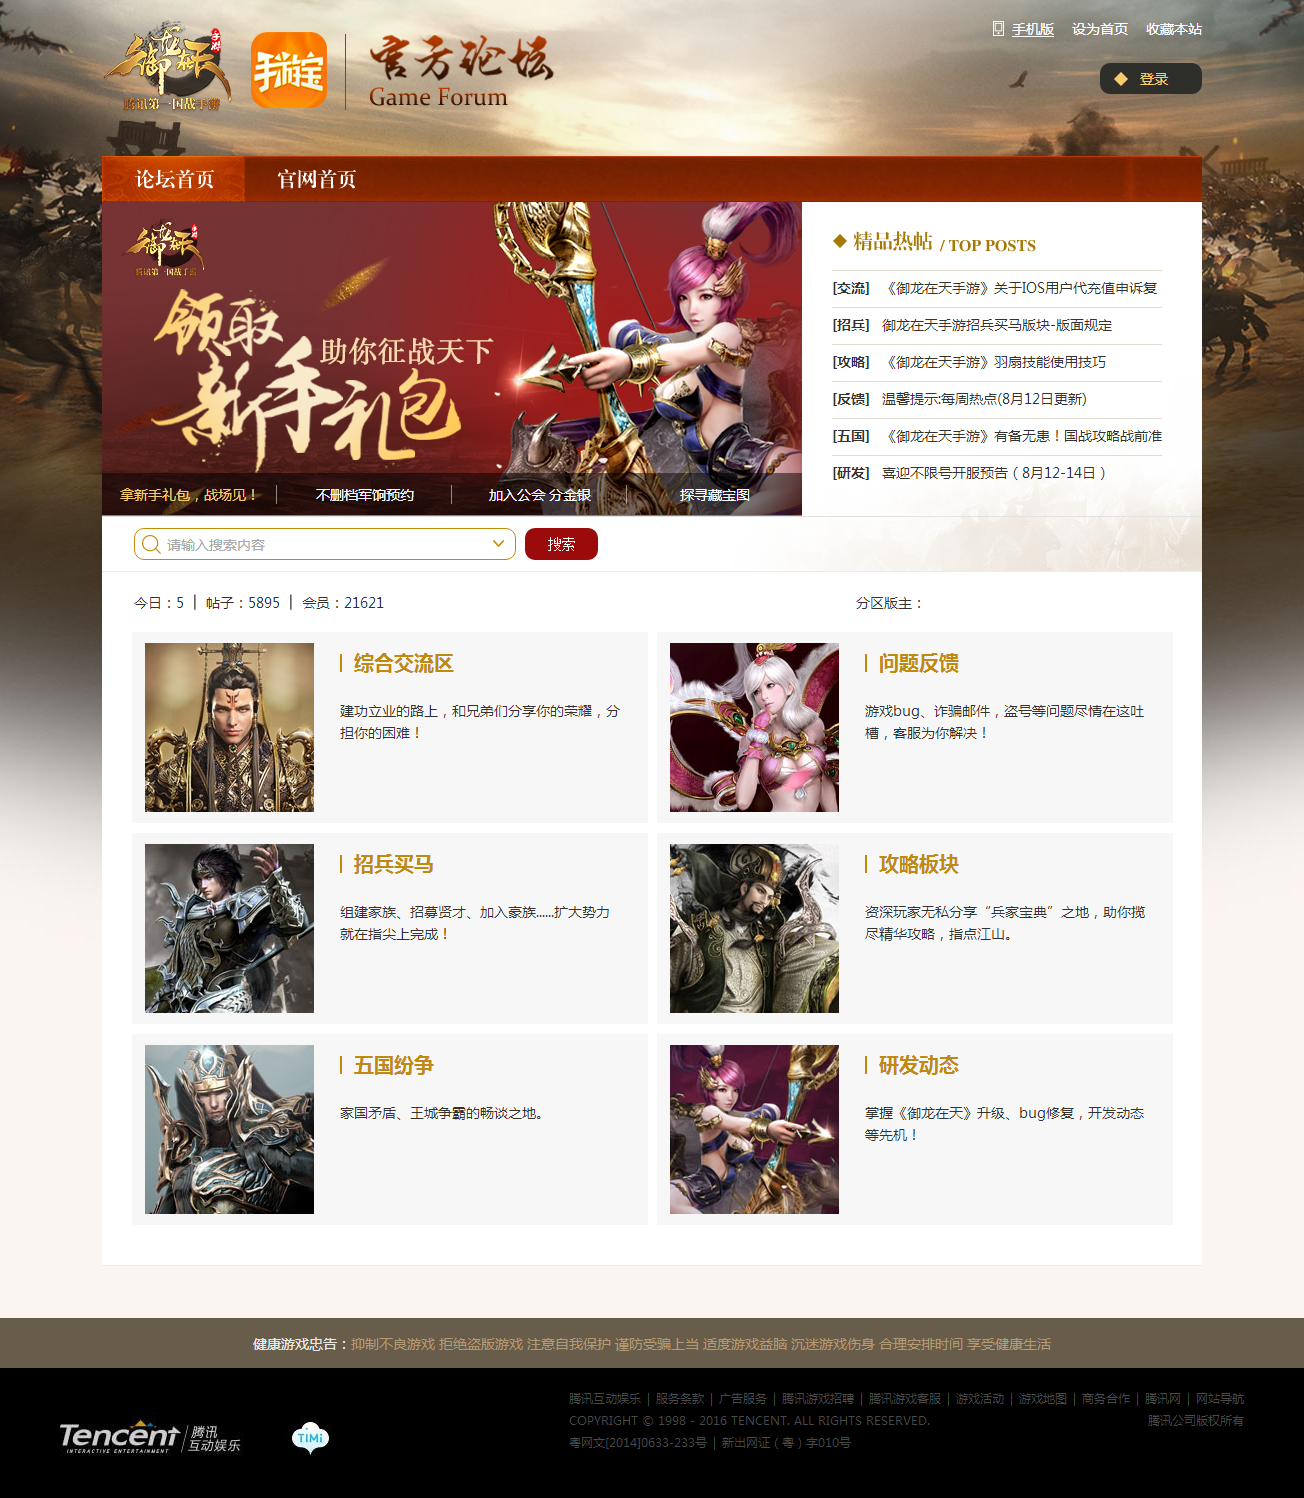 手机版 设为首页 收藏本站
御龙在天 手游
腾讯第一国战手游
手游宝
官方论坛
Game Forum
登录
论坛首页 官网首页
御龙在天 手游
腾讯第一国战手游
领取
助你征战天下
新手礼包
拿新手礼包，战场见！ 不删档军饷预约 加入公会 分金银 探寻藏宝图
精品热帖 / TOP POSTS
[交流] 《御龙在天手游》关于IOS用户代充值申诉复
[招兵] 御龙在天手游招兵买马版块-版面规定
[攻略] 《御龙在天手游》羽扇技能使用技巧
[反馈] 温馨提示:每周热点(8月12日更新)
[五国] 《御龙在天手游》有备无患！国战攻略战前准
[研发] 喜迎不限号开服预告（8月12-14日）
请输入搜索内容 搜索
今日：5 | 帖子：5895 | 会员：21621 分区版主：
综合交流区
建功立业的路上，和兄弟们分享你的荣耀，分
担你的困难！
问题反馈
游戏bug、诈骗邮件，盗号等问题尽情在这吐
槽，客服为你解决！
招兵买马
组建家族、招募贤才、加入豪族......扩大势力
就在指尖上完成！
攻略板块
资深玩家无私分享“兵家宝典”之地，助你揽
尽精华攻略，指点江山。
五国纷争
家国矛盾、王城争霸的畅谈之地。
研发动态
掌握《御龙在天》升级、bug修复，开发动态
等先机！
健康游戏忠告：抑制不良游戏 拒绝盗版游戏 注意自我保护 谨防受骗上当 适度游戏益脑 沉迷游戏伤身 合理安排时间 享受健康生活
Tencent 腾讯
互动娱乐
INTERACTIVE ENTERTAINMENT
TiMi
腾讯互动娱乐 | 服务条款 | 广告服务 | 腾讯游戏招聘 | 腾讯游戏客服 | 游戏活动 | 游戏地图 | 商务合作 | 腾讯网 | 网站导航
COPYRIGHT © 1998 - 2016 TENCENT. ALL RIGHTS RESERVED. 腾讯公司版权所有
粤网文[2014]0633-233号 | 新出网证（粤）字010号